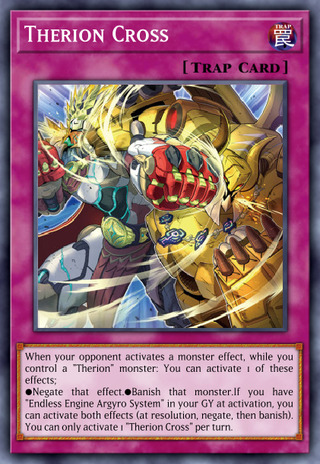 Therion Cross
TRAP
罠
[Trap Card]
When your opponent activates a monster effect, while you
control a "Therion" monster: You can activate 1 of these
effects;
●Negate that effect.●Banish that monster.If you have
"Endless Engine Argyro System" in your GY at activation, you
can activate both effects (at resolution, negate, then banish).
You can only activate 1 "Therion Cross" per turn.